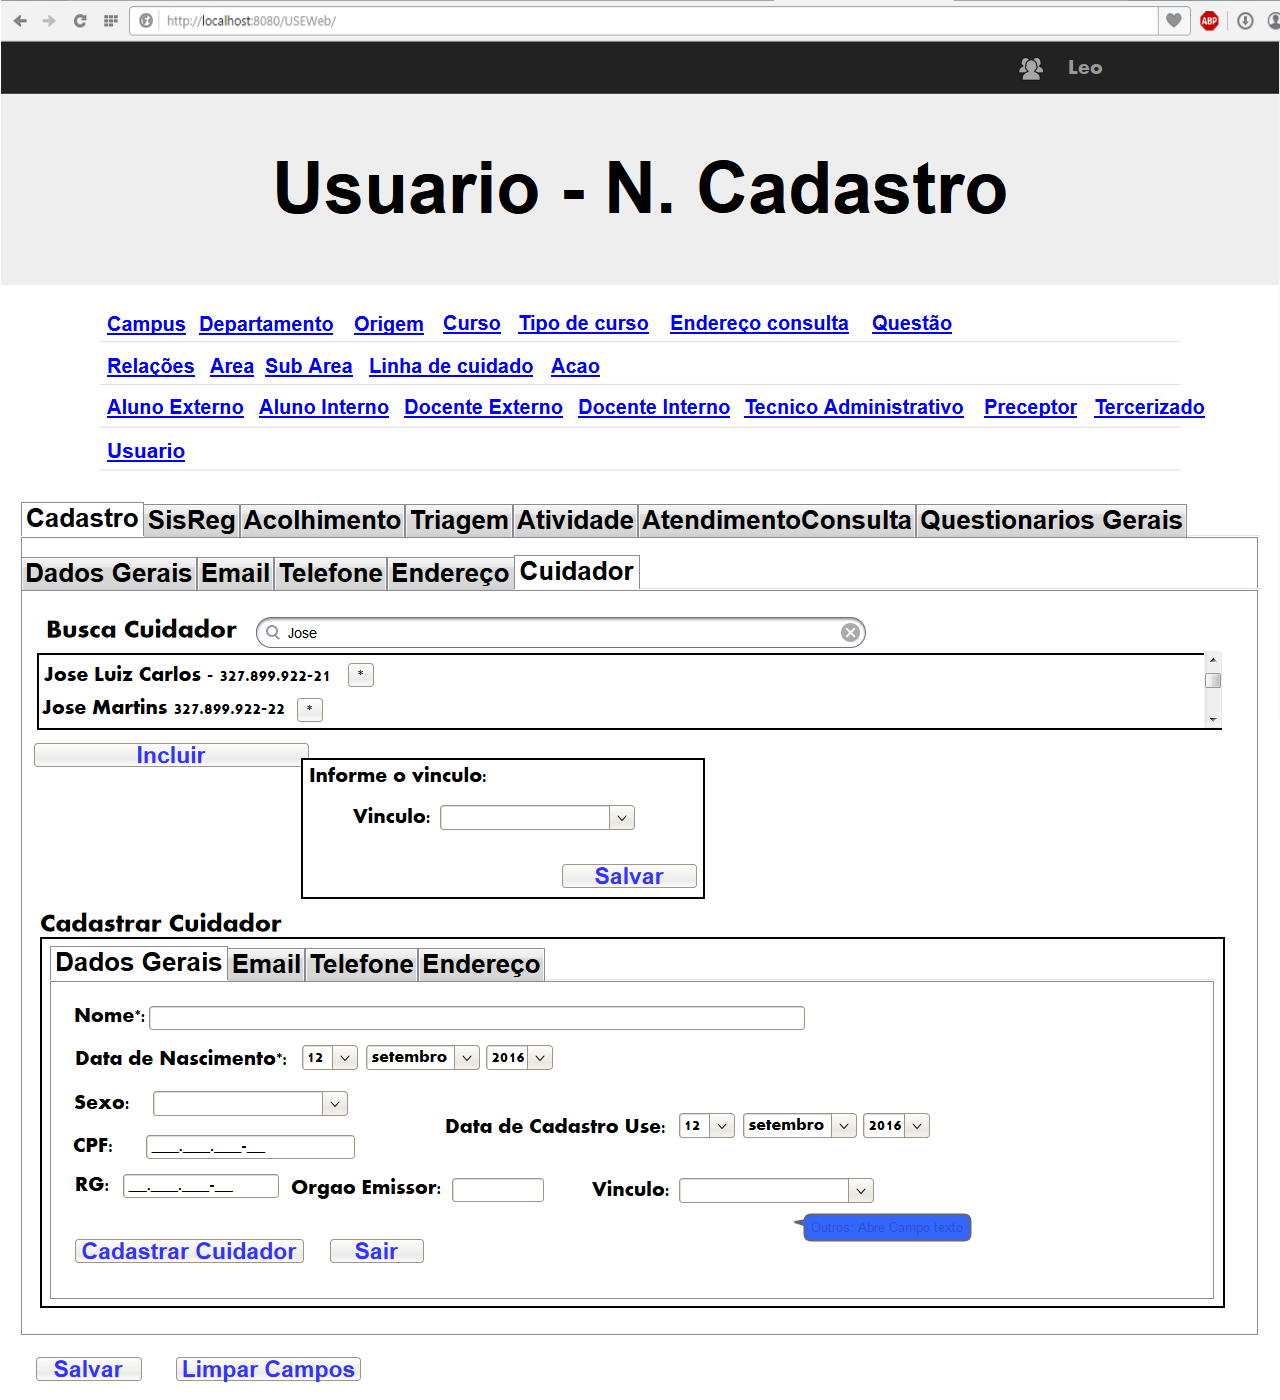 http://localhost:8080/USEWeb/
ABP
Leo
Usuario - N. Cadastro
Campus Departamento Origem Curso Tipo de curso Endereço consulta Questão
Relações Area Sub Area Linha de cuidado Acao
Aluno Externo Aluno Interno Docente Externo Docente Interno Tecnico Administrativo Preceptor Tercerizado
Usuario
Cadastro SisReg Acolhimento Triagem Atividade AtendimentoConsulta Questionarios Gerais
Dados Gerais Email Telefone Endereço Cuidador
Busca Cuidador Jose
Jose Luiz Carlos - 327.899.922-21 *
Jose Martins 327.899.922-22 *
Incluir
Informe o vinculo:
Vinculo:
Salvar
Cadastrar Cuidador
Dados Gerais Email Telefone Endereço
Nome*:
Data de Nascimento*: 12 setembro 2016
Sexo:
Data de Cadastro Use: 12 setembro 2016
CPF: ___.___.___-__
RG: __.___.___-__ Orgao Emissor: Vinculo:
Outros: Abre Campo texto
Cadastrar Cuidador Sair
Salvar Limpar Campos